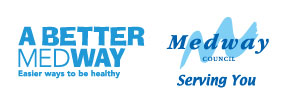 A BETTER
MEDWAY
Easier ways to be healthy
Medway
COUNCIL
Serving You